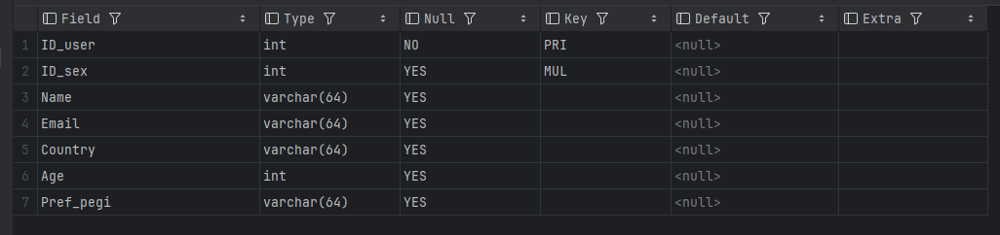 Field Type Null Key Default Extra
1 ID_user int NO PRI <null>
2 ID_sex int YES MUL <null>
3 Name varchar(64) YES <null>
4 Email varchar(64) YES <null>
5 Country varchar(64) YES <null>
6 Age int YES <null>
7 Pref_pegi varchar(64) YES <null>